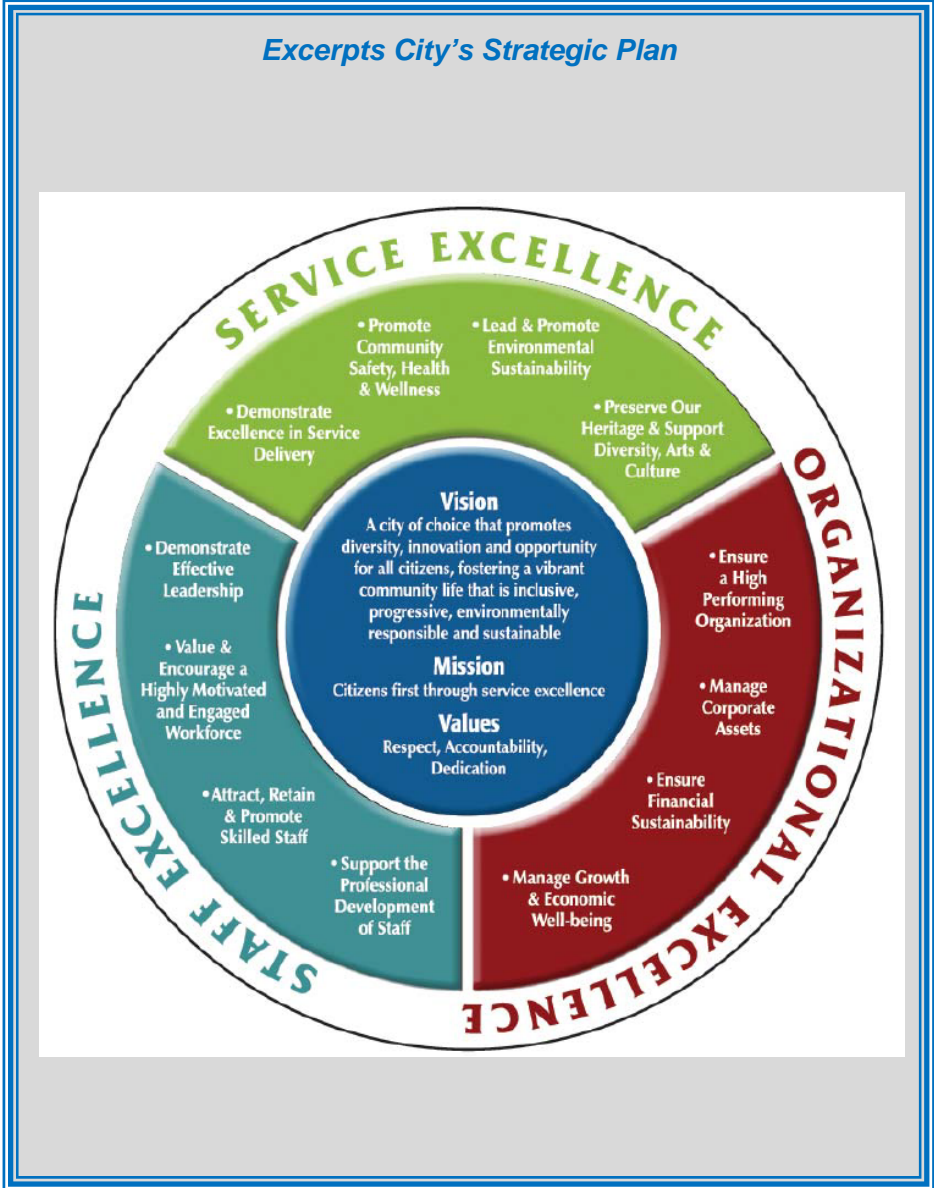 Excerpts City's Strategic Plan
SERVICE EXCELLENCE
• Promote
Community
Safety, Health
& Wellness
• Lead & Promote
Environmental
Sustainability
• Demonstrate
Excellence in Service
Delivery
• Preserve Our
Heritage & Support
Diversity, Arts &
Culture
STAFF EXCELLENCE
• Demonstrate
Effective
Leadership
• Value &
Encourage a
Highly Motivated
and Engaged
Workforce
• Attract, Retain
& Promote
Skilled Staff
• Support the
Professional
Development
of Staff
Vision
A city of choice that promotes
diversity, innovation and opportunity
for all citizens, fostering a vibrant
community life that is inclusive,
progressive, environmentally
responsible and sustainable
Mission
Citizens first through service excellence
Values
Respect, Accountability,
Dedication
ORGANIZATIONAL EXCELLENCE
• Ensure
a High
Performing
Organization
• Manage
Corporate
Assets
• Ensure
Financial
Sustainability
• Manage Growth
& Economic
Well-being